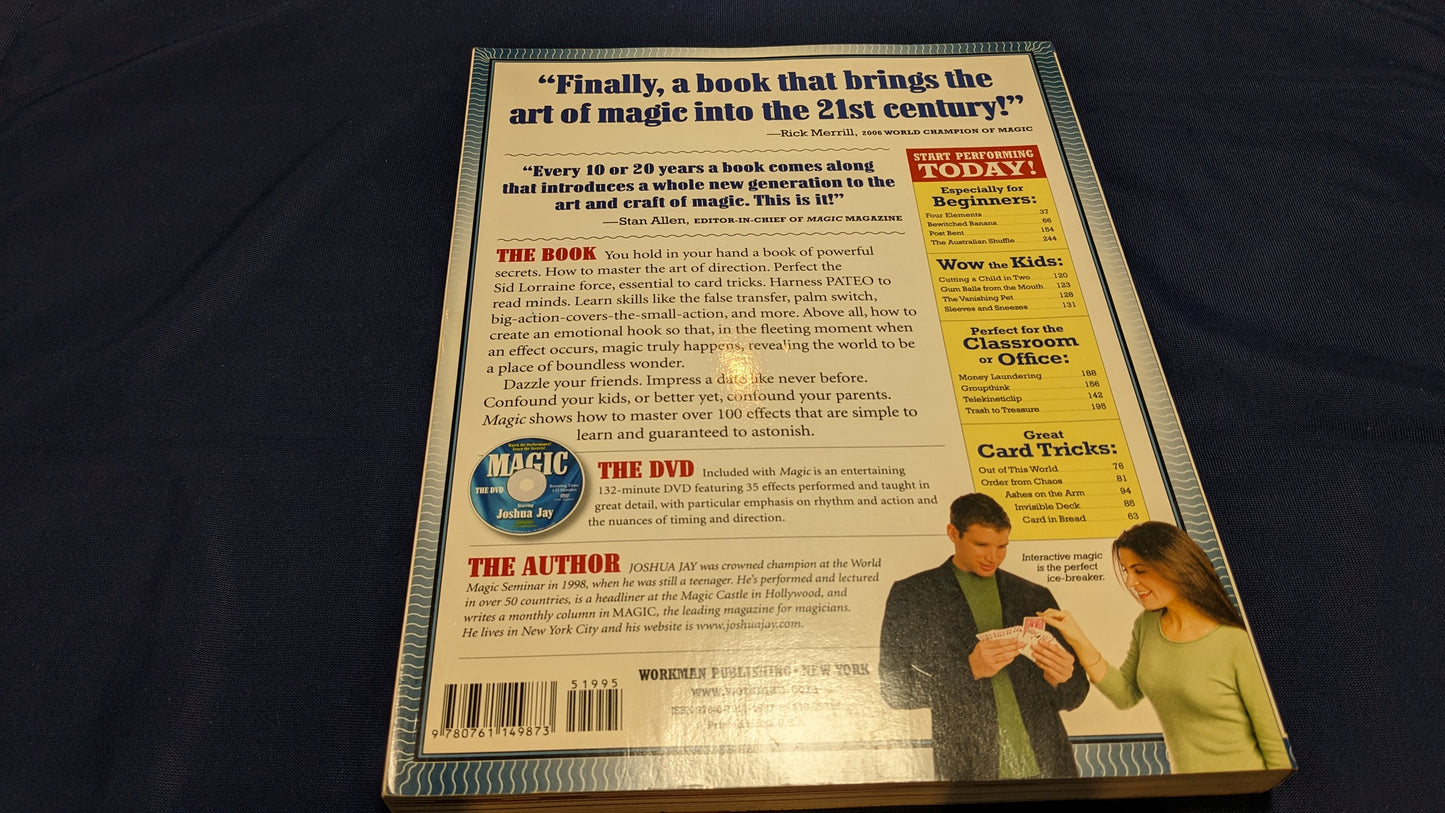 “Finally, a book that brings the
art of magic into the 21st century!”
—Rick Merrill, 2006 WORLD CHAMPION OF MAGIC
“Every 10 or 20 years a book comes along
that introduces a whole new generation to the
art and craft of magic. This is it!”
—Stan Allen, EDITOR-IN-CHIEF OF MAGIC MAGAZINE
THE BOOK You hold in your hand a book of powerful
secrets. How to master the art of direction. Perfect the
Sid Lorraine force, essential to card tricks. Harness PATEO to
read minds. Learn skills like the false transfer, palm switch,
big-action-covers-the-small-action, and more. Above all, how to
create an emotional hook so that, in the fleeting moment when
an effect occurs, magic truly happens, revealing the world to be
a place of boundless wonder.
Dazzle your friends. Impress a date like never before.
Confound your kids, or better yet, confound your parents.
Magic shows how to master over 100 effects that are simple to
learn and guaranteed to astonish.
START PERFORMING
TODAY!
Especially for
Beginners:
Four Elements 37
Bewitched Banana 66
Post Bent 154
The Australian Shuffle 244
Wow the Kids:
Cutting a Child in Two 120
Gum Balls from the Mouth 123
The Vanishing Pet 128
Sleeves and Sneezes 131
Perfect for the
Classroom
or Office:
Money Laundering 188
Groupthink 156
Telekineticlip 142
Trash to Treasure 195
Great
Card Tricks:
Out of This World 76
Order from Chaos 81
Ashes on the Arm 94
Invisible Deck 86
Card in Bread 63
Watch the Performance!
Learn the Secrets!
MAGIC
THE DVD
Running Time:
132 Minutes
DVD
Starring
Joshua Jay
THE DVD Included with Magic is an entertaining
132-minute DVD featuring 35 effects performed and taught in
great detail, with particular emphasis on rhythm and action and
the nuances of timing and direction.
THE AUTHOR JOSHUA JAY was crowned champion at the World
Magic Seminar in 1998, when he was still a teenager. He’s performed and lectured
in over 50 countries, is a headliner at the Magic Castle in Hollywood, and
writes a monthly column in MAGIC, the leading magazine for magicians.
He lives in New York City and his website is www.joshuajay.com.
Interactive magic
is the perfect
ice-breaker.
WORKMAN PUBLISHING • NEW YORK
51995
9 780761 149873